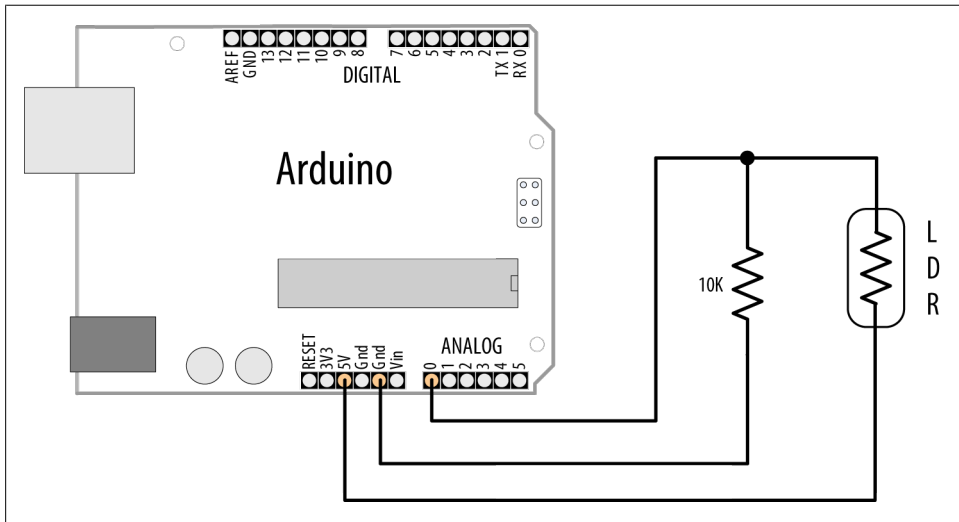 AREF
GND
13
12
11
10
9
8
7
6
5
4
3
2
TX 1
RX 0
DIGITAL
Arduino
10K
L
D
R
RESET
3V3
5V
Gnd
Gnd
Vin
ANALOG
0
1
2
3
4
5